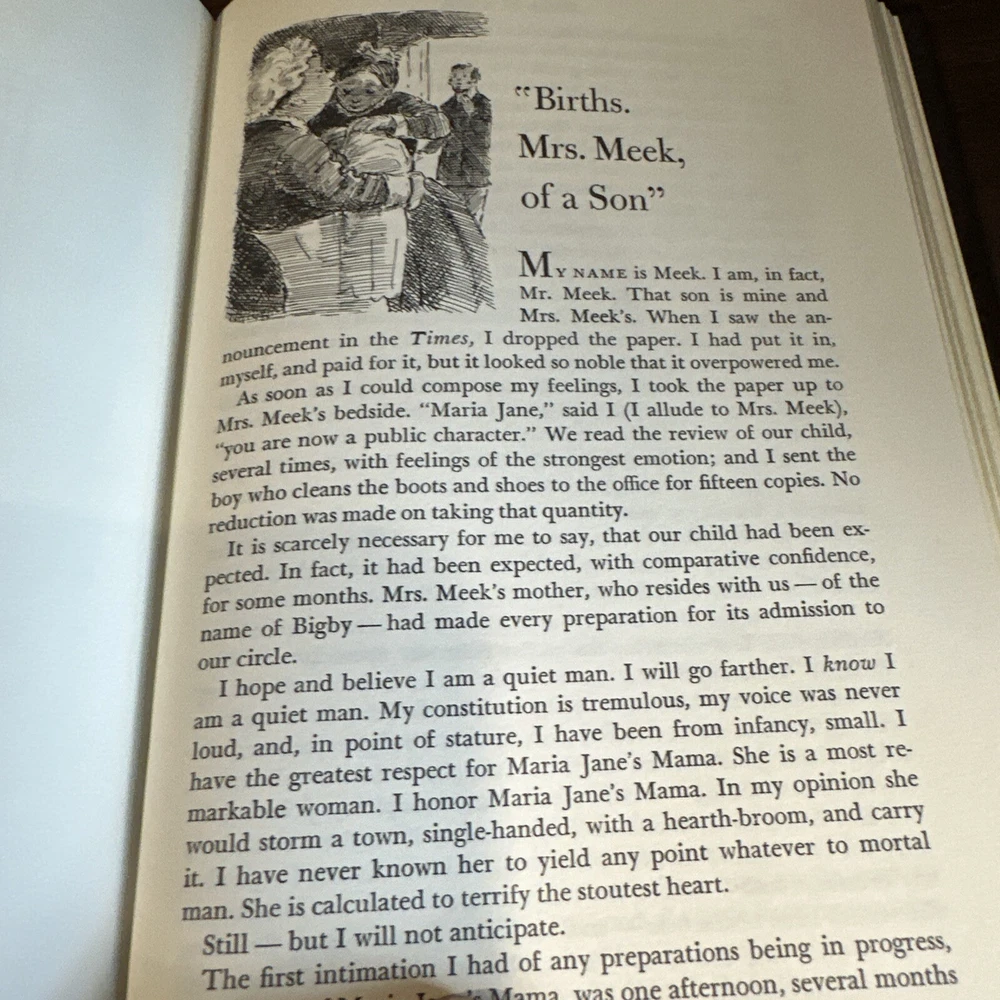 “Births.
Mrs. Meek,
of a Son”
MY NAME is Meek. I am, in fact,
Mr. Meek. That son is mine and
Mrs. Meek's. When I saw the an-
nouncement in the Times, I dropped the paper. I had put it in,
myself, and paid for it, but it looked so noble that it overpowered me.
As soon as I could compose my feelings, I took the paper up to
Mrs. Meek's bedside. “Maria Jane,” said I (I allude to Mrs. Meek),
“you are now a public character.” We read the review of our child,
several times, with feelings of the strongest emotion; and I sent the
boy who cleans the boots and shoes to the office for fifteen copies. No
reduction was made on taking that quantity.
It is scarcely necessary for me to say, that our child had been ex-
pected. In fact, it had been expected, with comparative confidence,
for some months. Mrs. Meek's mother, who resides with us — of the
name of Bigby — had made every preparation for its admission to
our circle.
I hope and believe I am a quiet man. I will go farther. I know I
am a quiet man. My constitution is tremulous, my voice was never
loud, and, in point of stature, I have been from infancy, small. I
have the greatest respect for Maria Jane's Mama. She is a most re-
markable woman. I honor Maria Jane's Mama. In my opinion she
would storm a town, single-handed, with a hearth-broom, and carry
it. I have never known her to yield any point whatever to mortal
man. She is calculated to terrify the stoutest heart.
Still — but I will not anticipate.
The first intimation I had of any preparations being in progress,
Mama, was one afternoon, several months